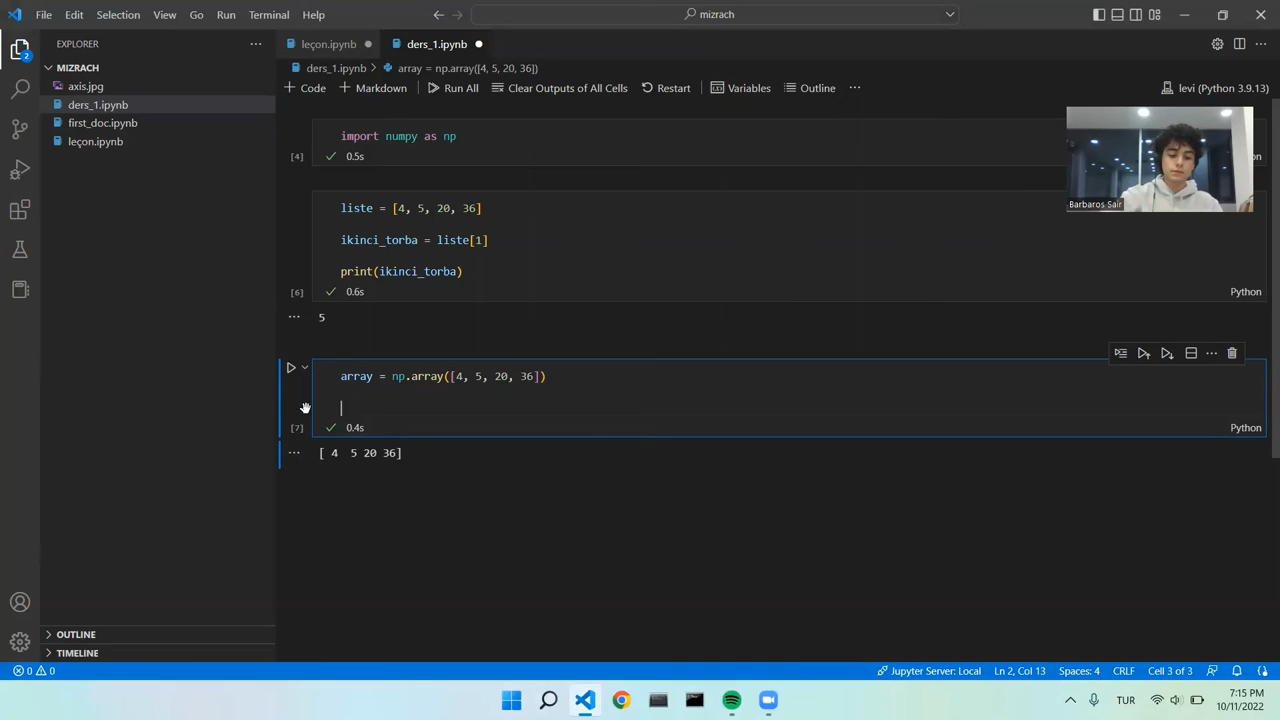 File Edit Selection View Go Run Terminal Help
mizrach
EXPLORER
MIZRACH
axis.jpg
ders_1.ipynb
first_doc.ipynb
leçon.ipynb
OUTLINE
TIMELINE
2
leçon.ipynb
ders_1.ipynb
ders_1.ipynb > array = np.array([4, 5, 20, 36])
+ Code + Markdown Run All Clear Outputs of All Cells Restart Variables Outline ...
levi (Python 3.9.13)
import numpy as np
[4] 0.5s
liste = [4, 5, 20, 36]
ikinci_torba = liste[1]
print(ikinci_torba)
[6] 0.6s
Python
5
array = np.array([4, 5, 20, 36])
[7] 0.4s
Python
[ 4  5 20 36]
Barbaros Sair
0 0
Jupyter Server: Local Ln 2, Col 13 Spaces: 4 CRLF Cell 3 of 3
TUR
7:15 PM
10/11/2022